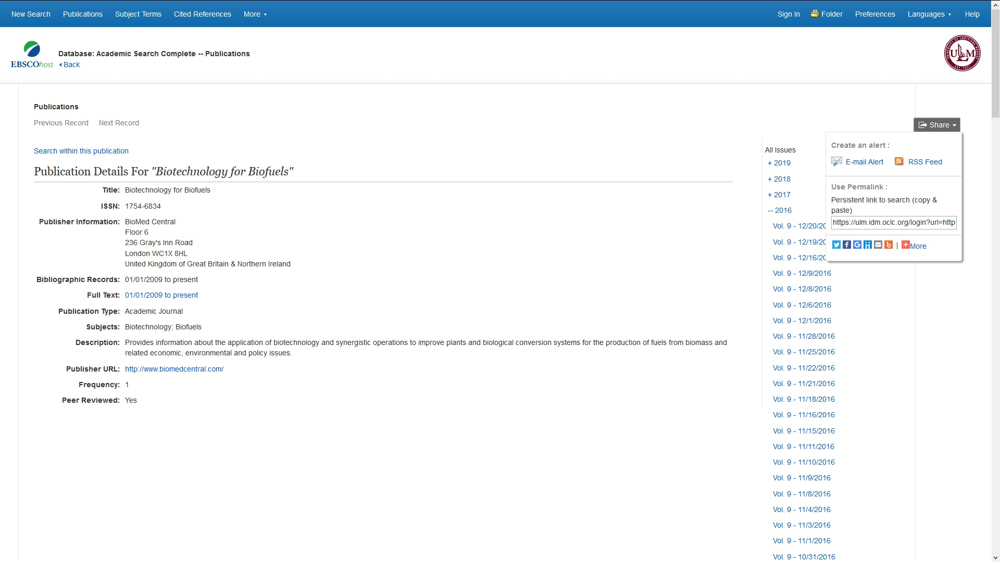 New Search Publications Subject Terms Cited References More
Sign In Folder Preferences Languages Help
EBSCOhost
Database: Academic Search Complete -- Publications
Back
ULM
Publications
Previous Record Next Record
Share
Search within this publication
Publication Details For "Biotechnology for Biofuels"
Title: Biotechnology for Biofuels
ISSN: 1754-6834
Publisher Information: BioMed Central
Floor 6
236 Gray's Inn Road
London WC1X 8HL
United Kingdom of Great Britain & Northern Ireland
Bibliographic Records: 01/01/2009 to present
Full Text: 01/01/2009 to present
Publication Type: Academic Journal
Subjects: Biotechnology; Biofuels
Description: Provides information about the application of biotechnology and synergistic operations to improve plants and biological conversion systems for the production of fuels from biomass and
related economic, environmental and policy issues.
Publisher URL: http://www.biomedcentral.com/
Frequency: 1
Peer Reviewed: Yes
All Issues
+ 2019
+ 2018
+ 2017
-- 2016
Vol. 9 - 12/20/20
Vol. 9 - 12/19/20
Vol. 9 - 12/16/20
Vol. 9 - 12/9/2016
Vol. 9 - 12/8/2016
Vol. 9 - 12/6/2016
Vol. 9 - 12/1/2016
Vol. 9 - 11/28/2016
Vol. 9 - 11/25/2016
Vol. 9 - 11/22/2016
Vol. 9 - 11/21/2016
Vol. 9 - 11/18/2016
Vol. 9 - 11/16/2016
Vol. 9 - 11/15/2016
Vol. 9 - 11/11/2016
Vol. 9 - 11/10/2016
Vol. 9 - 11/9/2016
Vol. 9 - 11/8/2016
Vol. 9 - 11/4/2016
Vol. 9 - 11/3/2016
Vol. 9 - 11/1/2016
Vol. 9 - 10/31/2016
Create an alert :
E-mail Alert RSS Feed
Use Permalink :
Persistent link to search (copy &
paste)
https://ulm.idm.oclc.org/login?url=http
| More